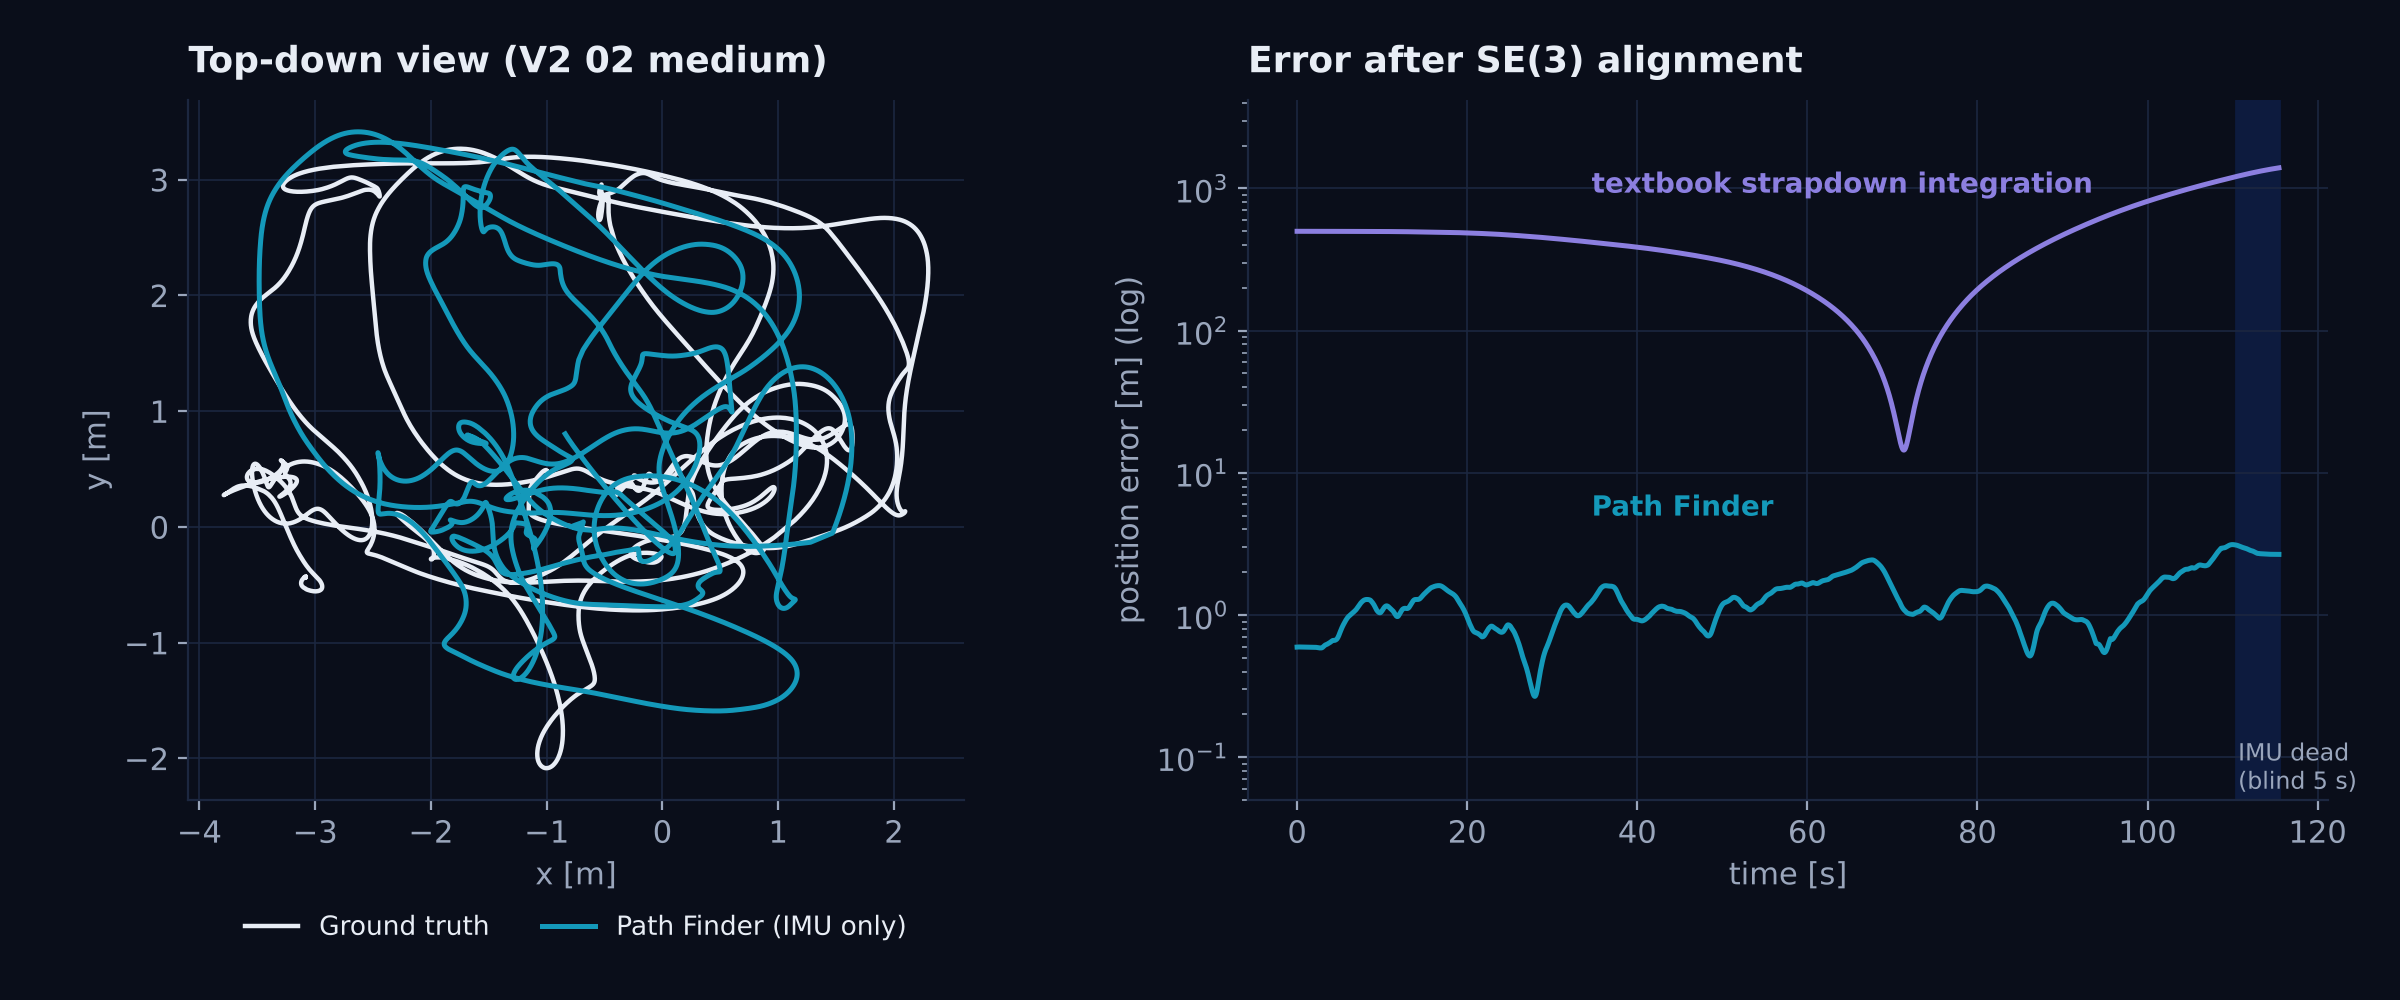 Top-down view (V2 02 medium)
3
2
1
0
−1
−2
y [m]
−4
−3
−2
−1
0
1
2
x [m]
Ground truth
Path Finder (IMU only)
Error after SE(3) alignment
10³
10²
10¹
10⁰
10⁻¹
position error [m] (log)
textbook strapdown integration
Path Finder
IMU dead
(blind 5 s)
0
20
40
60
80
100
120
time [s]